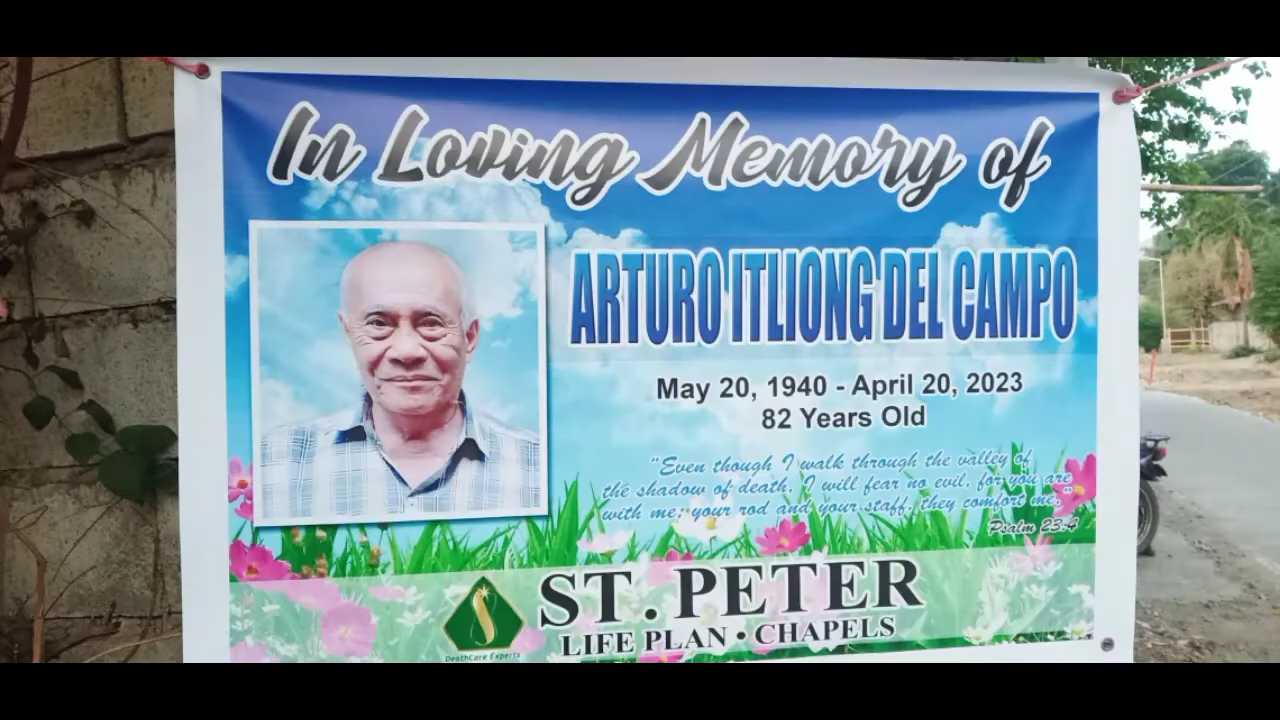 In Loving Memory of
ARTURO ITLIONG DEL CAMPO
May 20, 1940 - April 20, 2023
82 Years Old
"Even though I walk through the valley of
the shadow of death, I will fear no evil, for you are
with me; your rod and your staff, they comfort me."
Psalm 23:4
ST. PETER
LIFE PLAN • CHAPELS
DeathCare Experts